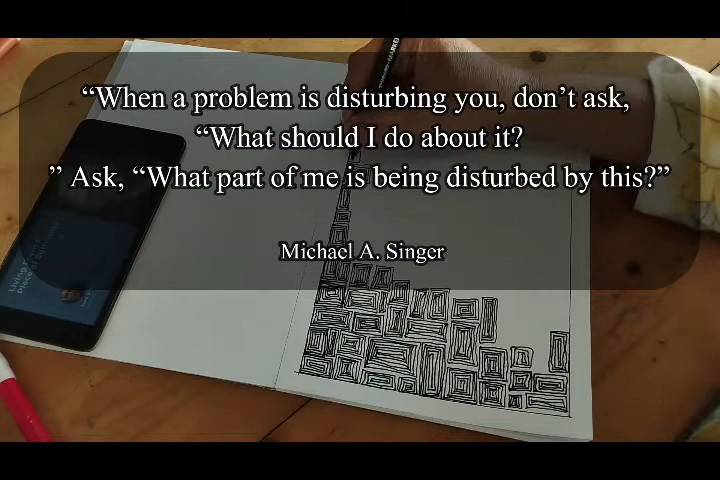 “When a problem is disturbing you, don’t ask,
“What should I do about it?
” Ask, “What part of me is being disturbed by this?”
Michael A. Singer